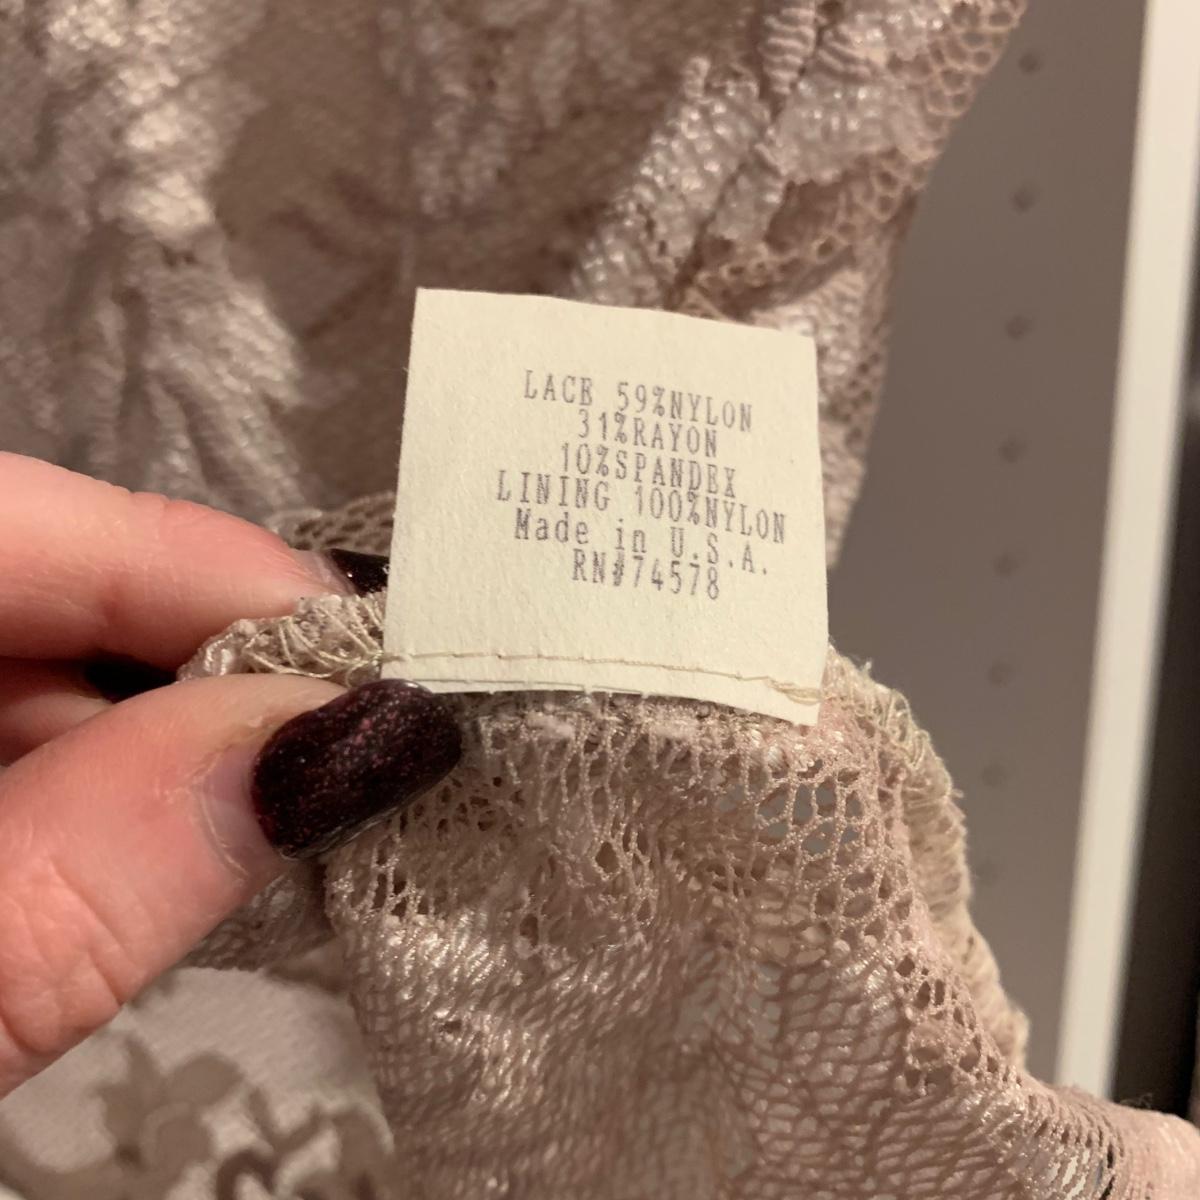 LACE 59%NYLON
31%RAYON
10%SPANDEX
LINING 100%NYLON
Made in U.S.A.
RN#74578